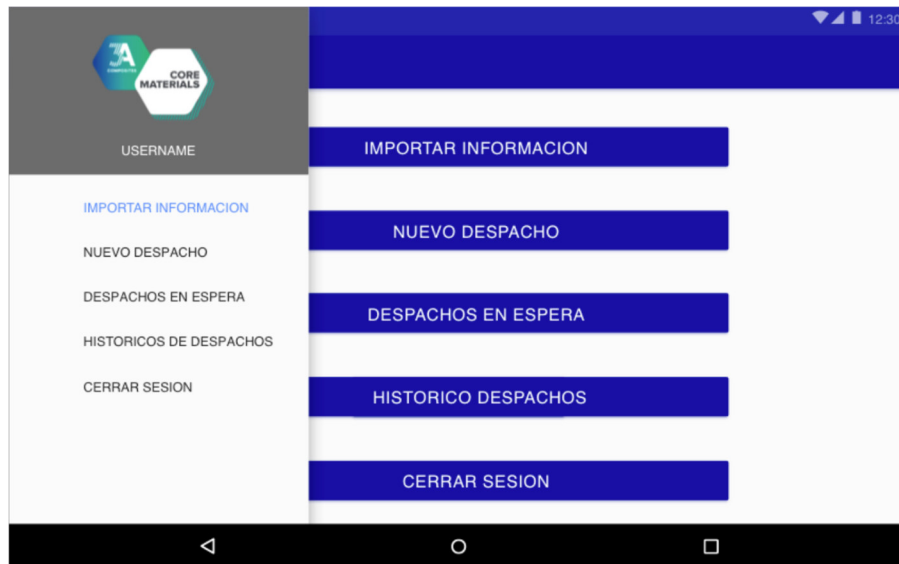 12:30
3A
COMPOSITES
CORE
MATERIALS
USERNAME
IMPORTAR INFORMACION
NUEVO DESPACHO
DESPACHOS EN ESPERA
HISTORICOS DE DESPACHOS
CERRAR SESION
IMPORTAR INFORMACION
NUEVO DESPACHO
DESPACHOS EN ESPERA
HISTORICO DESPACHOS
CERRAR SESION